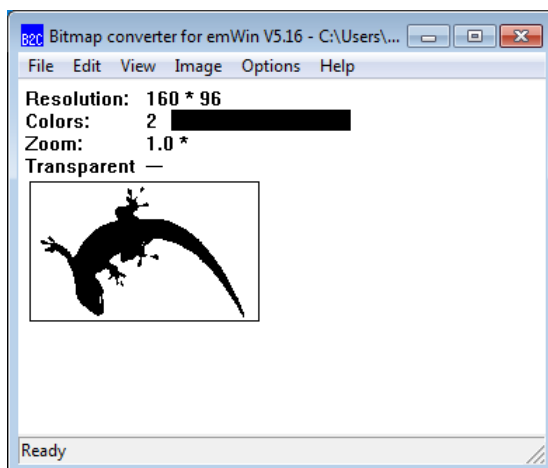 B2C Bitmap converter for emWin V5.16 - C:\Users\...
File Edit View Image Options Help
Resolution: 160 * 96
Colors: 2
Zoom: 1.0 *
Transparent —
Ready